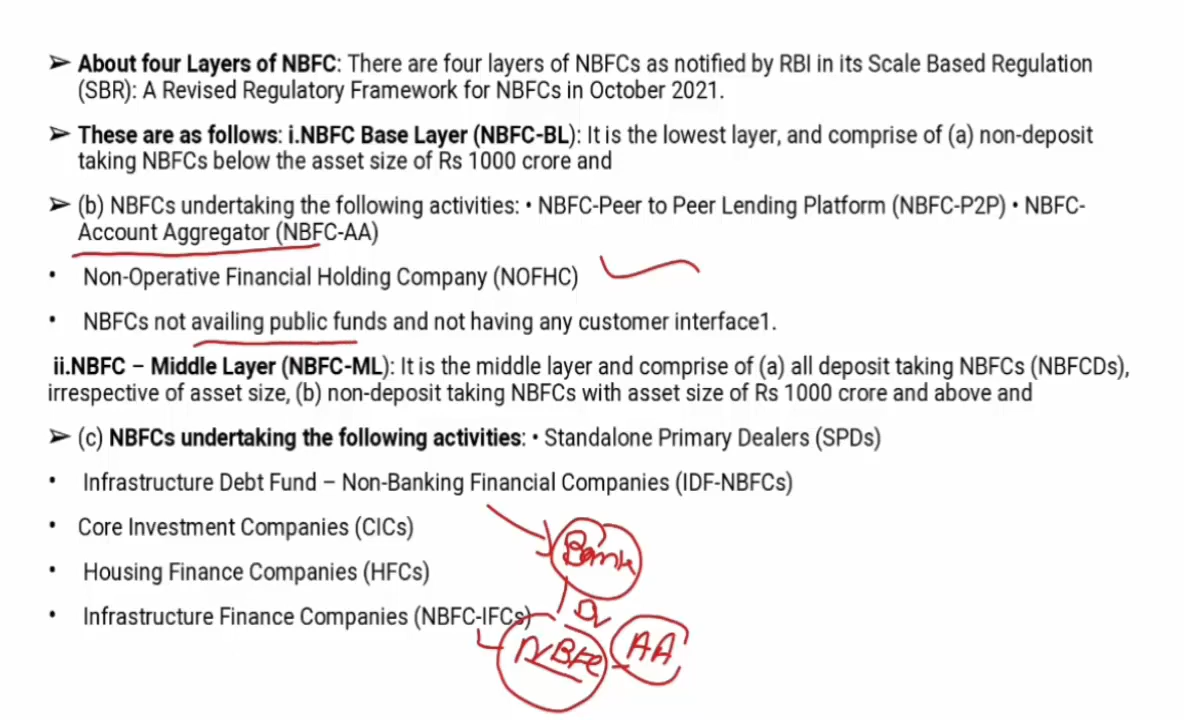 ➢ About four Layers of NBFC: There are four layers of NBFCs as notified by RBI in its Scale Based Regulation
(SBR): A Revised Regulatory Framework for NBFCs in October 2021.
➢ These are as follows: i.NBFC Base Layer (NBFC-BL): It is the lowest layer, and comprise of (a) non-deposit
taking NBFCs below the asset size of Rs 1000 crore and
➢ (b) NBFCs undertaking the following activities: • NBFC-Peer to Peer Lending Platform (NBFC-P2P) • NBFC-
Account Aggregator (NBFC-AA)
• Non-Operative Financial Holding Company (NOFHC)
• NBFCs not availing public funds and not having any customer interface1.
ii.NBFC – Middle Layer (NBFC-ML): It is the middle layer and comprise of (a) all deposit taking NBFCs (NBFCDs),
irrespective of asset size, (b) non-deposit taking NBFCs with asset size of Rs 1000 crore and above and
➢ (c) NBFCs undertaking the following activities: • Standalone Primary Dealers (SPDs)
• Infrastructure Debt Fund – Non-Banking Financial Companies (IDF-NBFCs)
• Core Investment Companies (CICs)
• Housing Finance Companies (HFCs)
• Infrastructure Finance Companies (NBFC-IFCs)
Bank
NBFC
AA